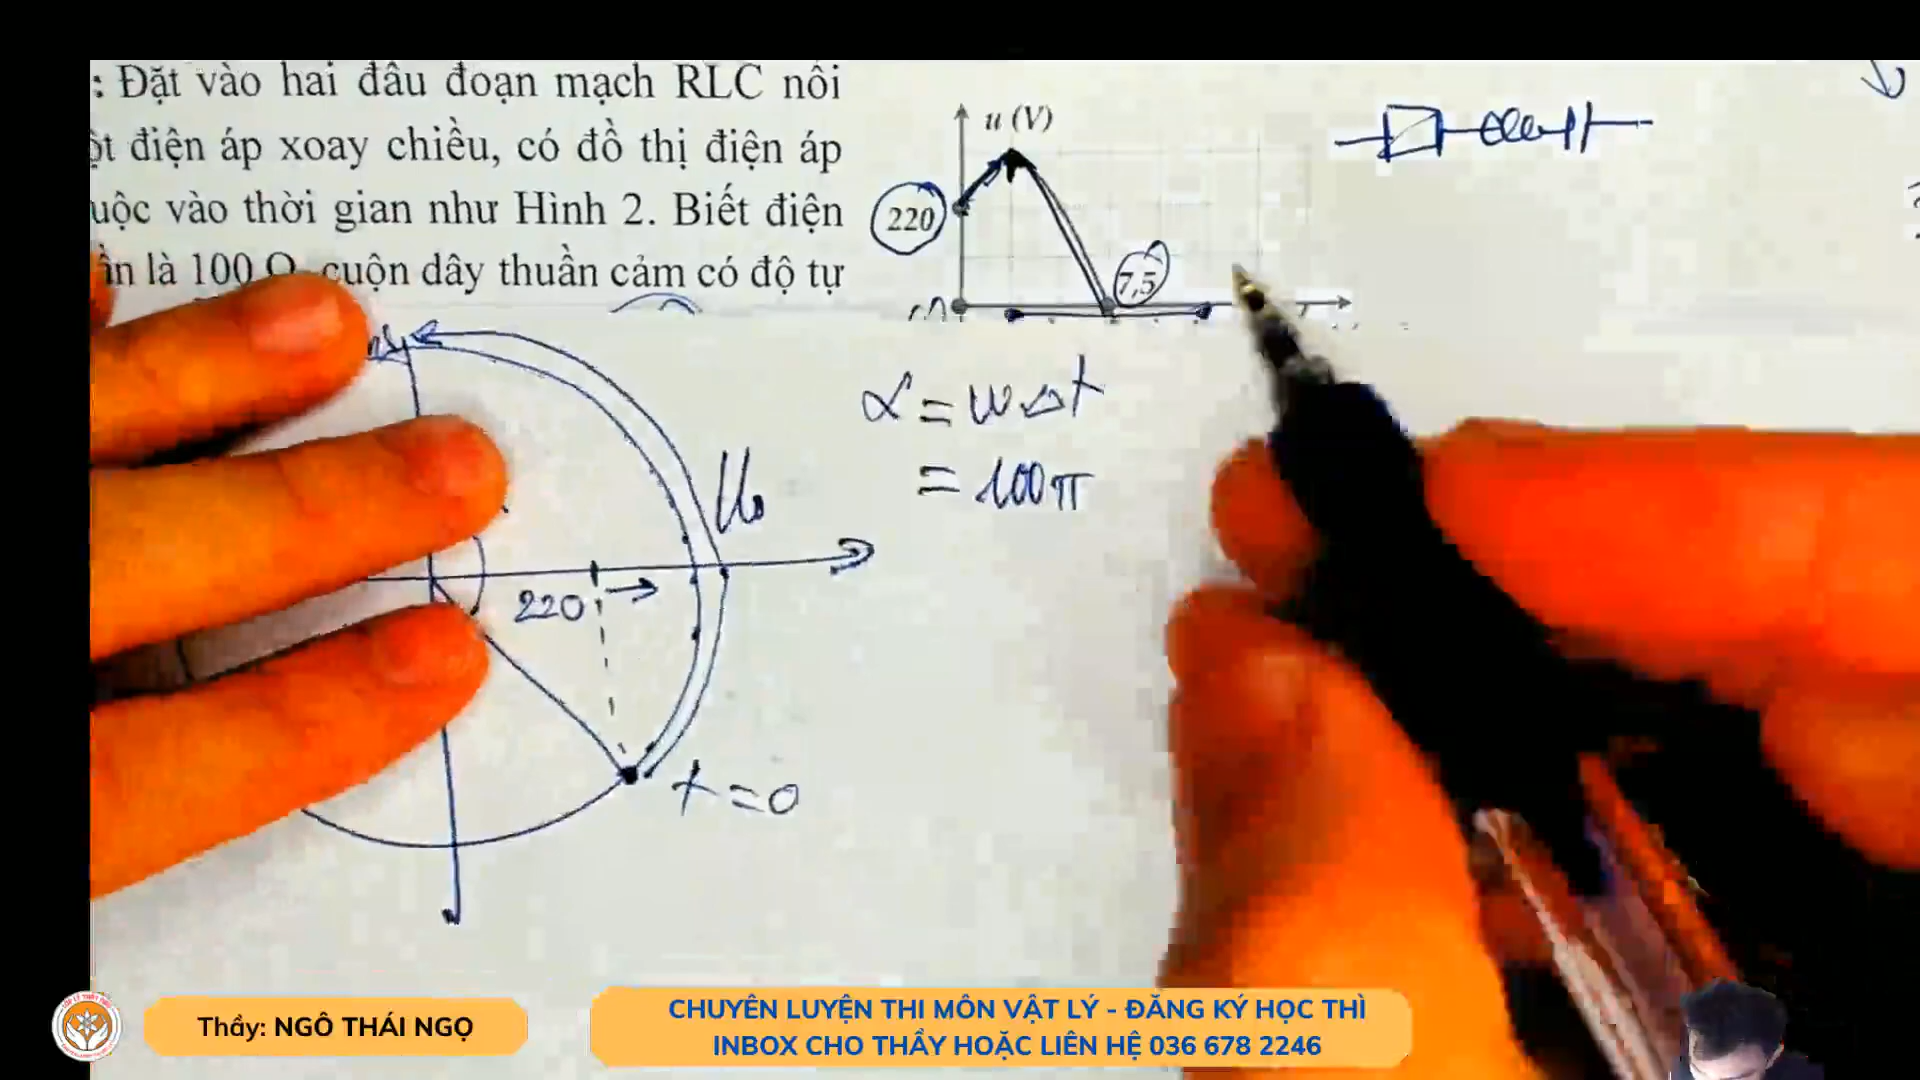 : Đặt vào hai đầu đoạn mạch RLC nối
điện áp xoay chiều, có đồ thị điện áp
vào thời gian như Hình 2. Biết điện
là 100 Ω, cuộn dây thuần cảm có độ tự
u (V)
220
7,5
α = ωΔt
= 100π
U₀
220
t = 0
Thầy: NGÔ THÁI NGỌ
CHUYÊN LUYỆN THI MÔN VẬT LÝ - ĐĂNG KÝ HỌC THÌ
INBOX CHO THẦY HOẶC LIÊN HỆ 036 678 2246